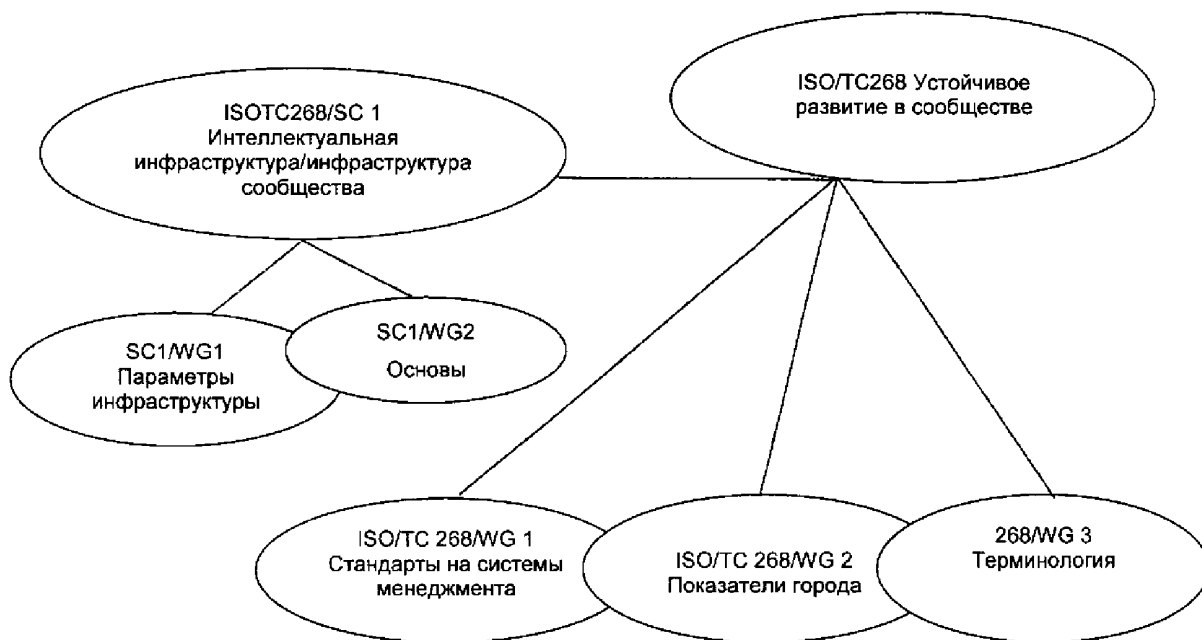 ISO/TC268 Устойчивое
развитие в сообществе
ISOTC268/SC 1
Интеллектуальная
инфраструктура/инфраструктура
сообщества
SC1/WG1
Параметры
инфраструктуры
SC1/WG2
Основы
ISO/TC 268/WG 1
Стандарты на системы
менеджмента
ISO/TC 268/WG 2
Показатели города
268/WG 3
Терминология